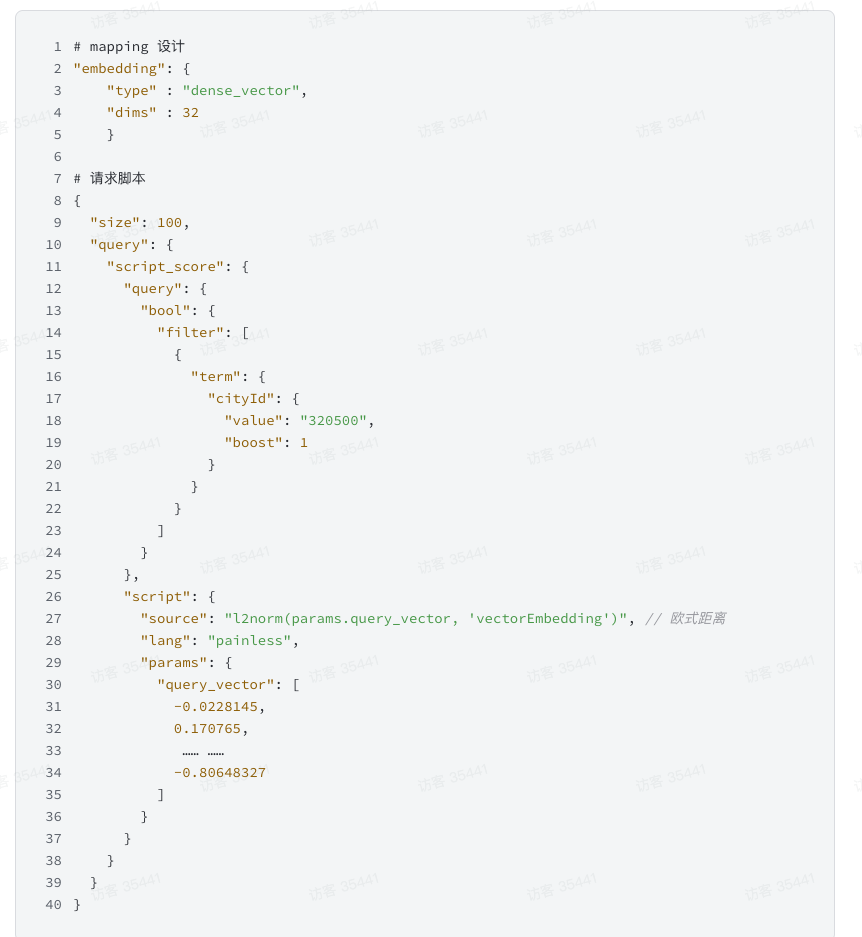 访客 35441 访客 35441 访客 35441 访客 35441
1 # mapping 设计
2 "embedding": {
3     "type" : "dense_vector",
4     "dims" : 32
5     }
6
7 # 请求脚本
8 {
9   "size": 100,
10   "query": {
11     "script_score": {
12       "query": {
13         "bool": {
14           "filter": [
15             {
16               "term": {
17                 "cityId": {
18                   "value": "320500",
19                   "boost": 1
20                 }
21               }
22             }
23           ]
24         }
25       },
26       "script": {
27         "source": "l2norm(params.query_vector, 'vectorEmbedding')", // 欧式距离
28         "lang": "painless",
29         "params": {
30           "query_vector": [
31             -0.0228145,
32             0.170765,
33              …… ……
34             -0.80648327
35           ]
36         }
37       }
38     }
39   }
40 }